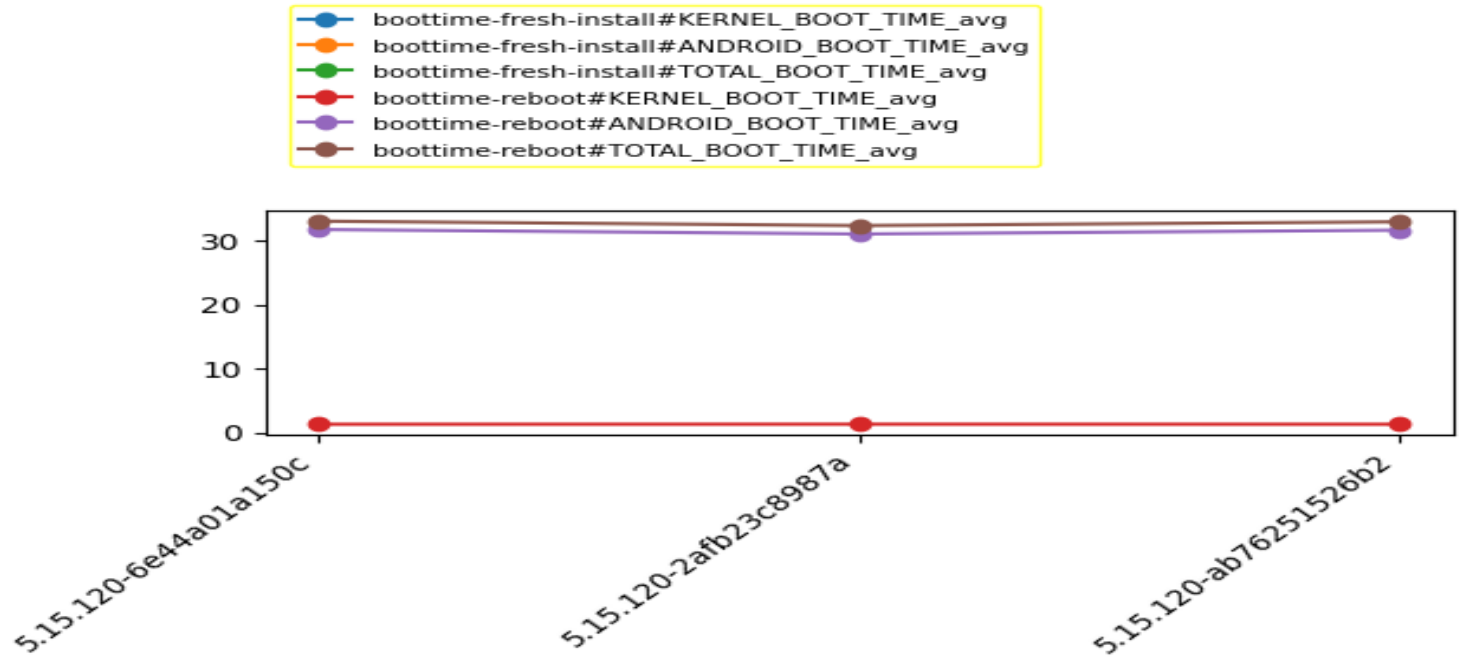 boottime-fresh-install#KERNEL_BOOT_TIME_avg
boottime-fresh-install#ANDROID_BOOT_TIME_avg
boottime-fresh-install#TOTAL_BOOT_TIME_avg
boottime-reboot#KERNEL_BOOT_TIME_avg
boottime-reboot#ANDROID_BOOT_TIME_avg
boottime-reboot#TOTAL_BOOT_TIME_avg
30
20
10
0
5.15.120-6e44a01a150c
5.15.120-2afb23c8987a
5.15.120-ab76251526b2